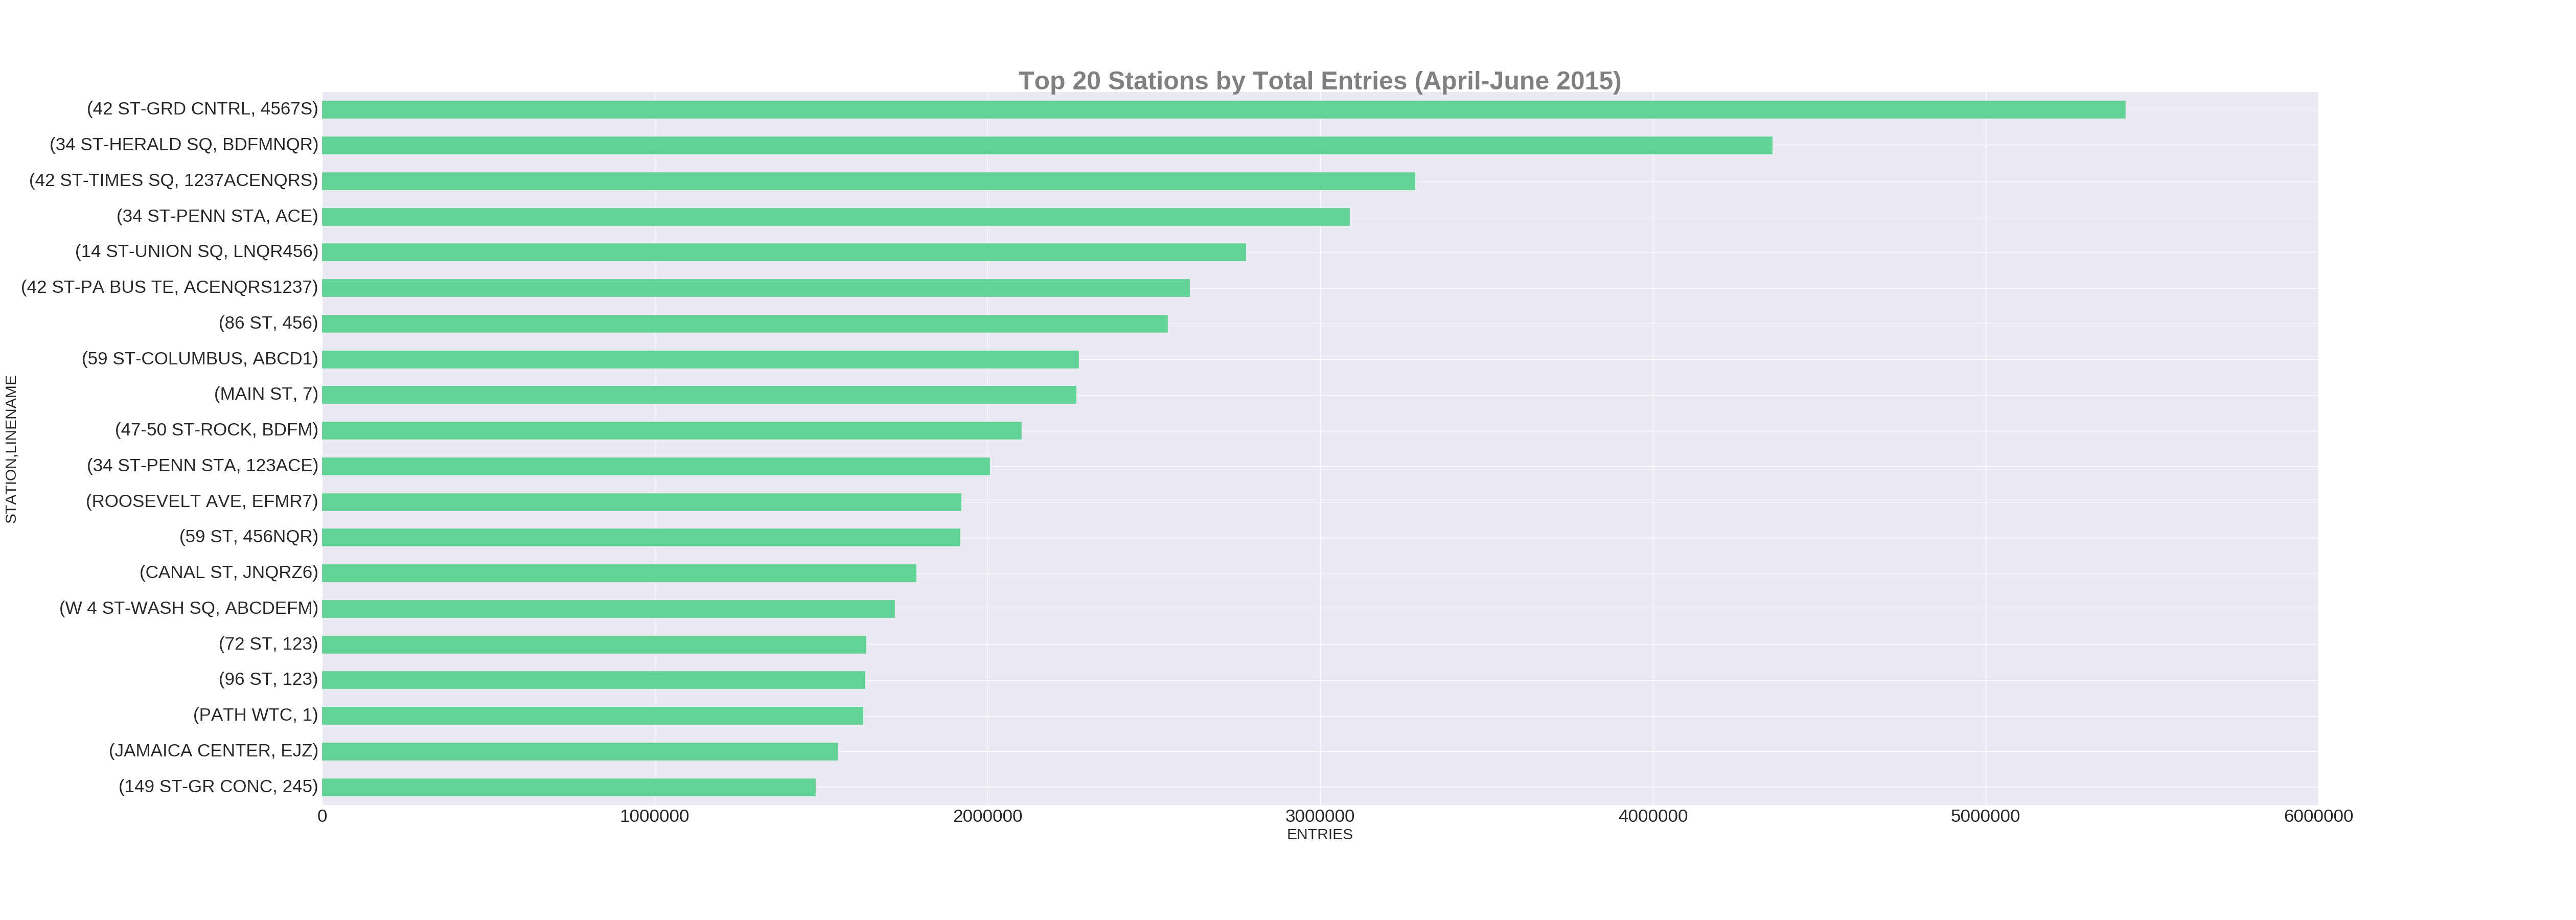 Top 20 Stations by Total Entries (April-June 2015)
(42 ST-GRD CNTRL, 4567S)
(34 ST-HERALD SQ, BDFMNQR)
(42 ST-TIMES SQ, 1237ACENQRS)
(34 ST-PENN STA, ACE)
(14 ST-UNION SQ, LNQR456)
(42 ST-PA BUS TE, ACENQRS1237)
(86 ST, 456)
(59 ST-COLUMBUS, ABCD1)
(MAIN ST, 7)
(47-50 ST-ROCK, BDFM)
(34 ST-PENN STA, 123ACE)
(ROOSEVELT AVE, EFMR7)
(59 ST, 456NQR)
(CANAL ST, JNQRZ6)
(W 4 ST-WASH SQ, ABCDEFM)
(72 ST, 123)
(96 ST, 123)
(PATH WTC, 1)
(JAMAICA CENTER, EJZ)
(149 ST-GR CONC, 245)
STATION,LINENAME
0 1000000 2000000 3000000 4000000 5000000 6000000
ENTRIES